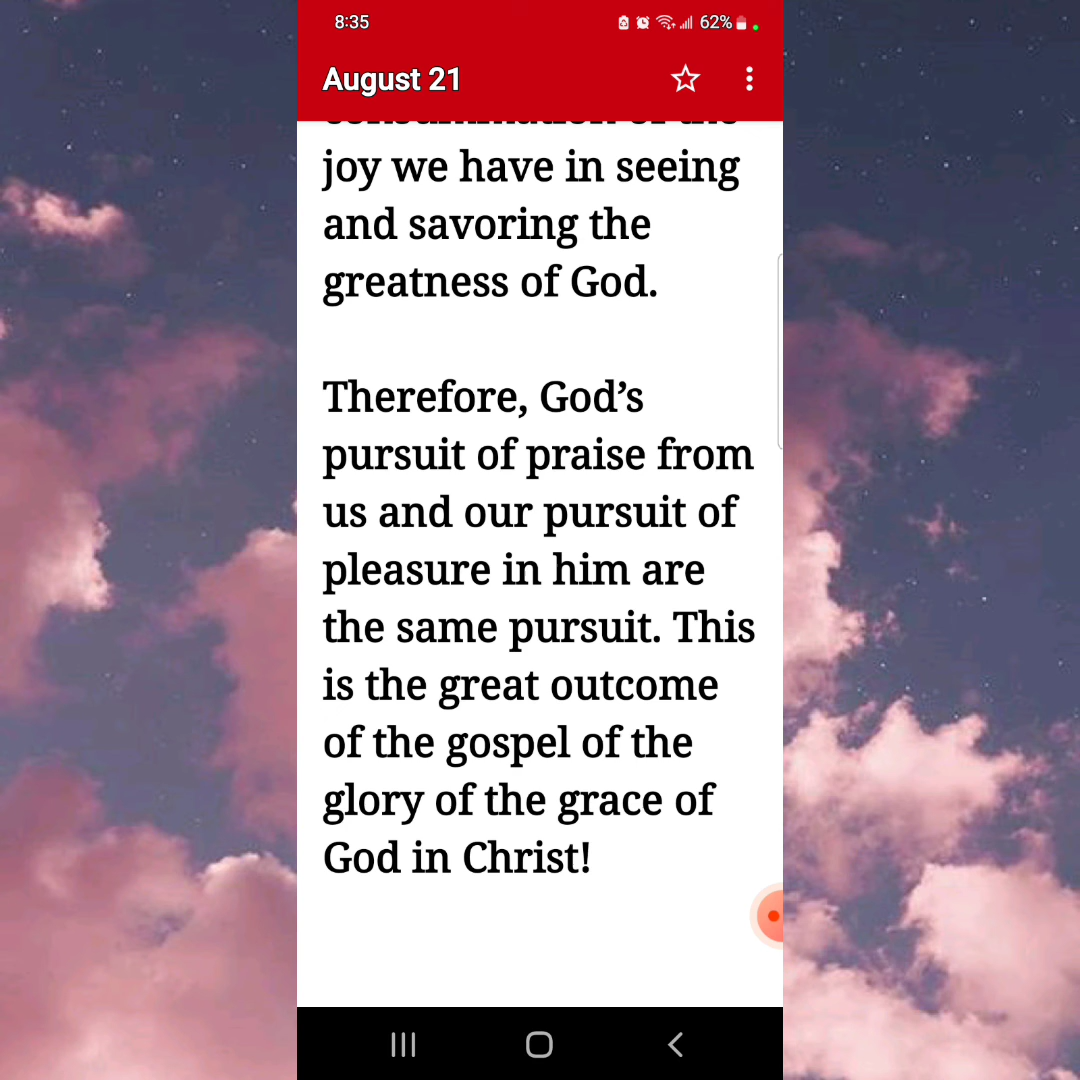 8:35
62%
August 21
joy we have in seeing
and savoring the
greatness of God.
Therefore, God’s
pursuit of praise from
us and our pursuit of
pleasure in him are
the same pursuit. This
is the great outcome
of the gospel of the
glory of the grace of
God in Christ!